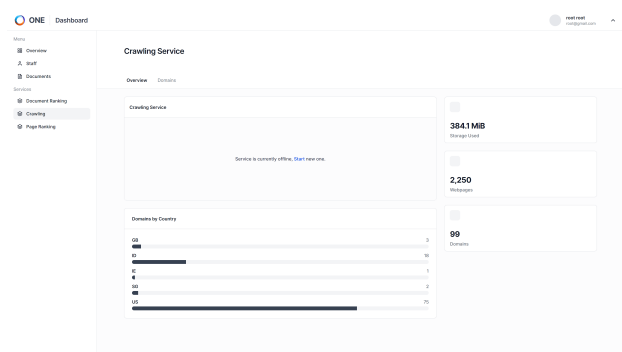 ONE Dashboard
root root
root@gmail.com
Menu
Overview
Staff
Documents
Services
Document Ranking
Crawling
Page Ranking
Crawling Service
Overview Domains
Crawling Service
Service is currently offline, Start new one.
384.1 MiB
Storage Used
2,250
Webpages
99
Domains
Domains by Country
GB 3
ID 18
IE 1
SG 2
US 75